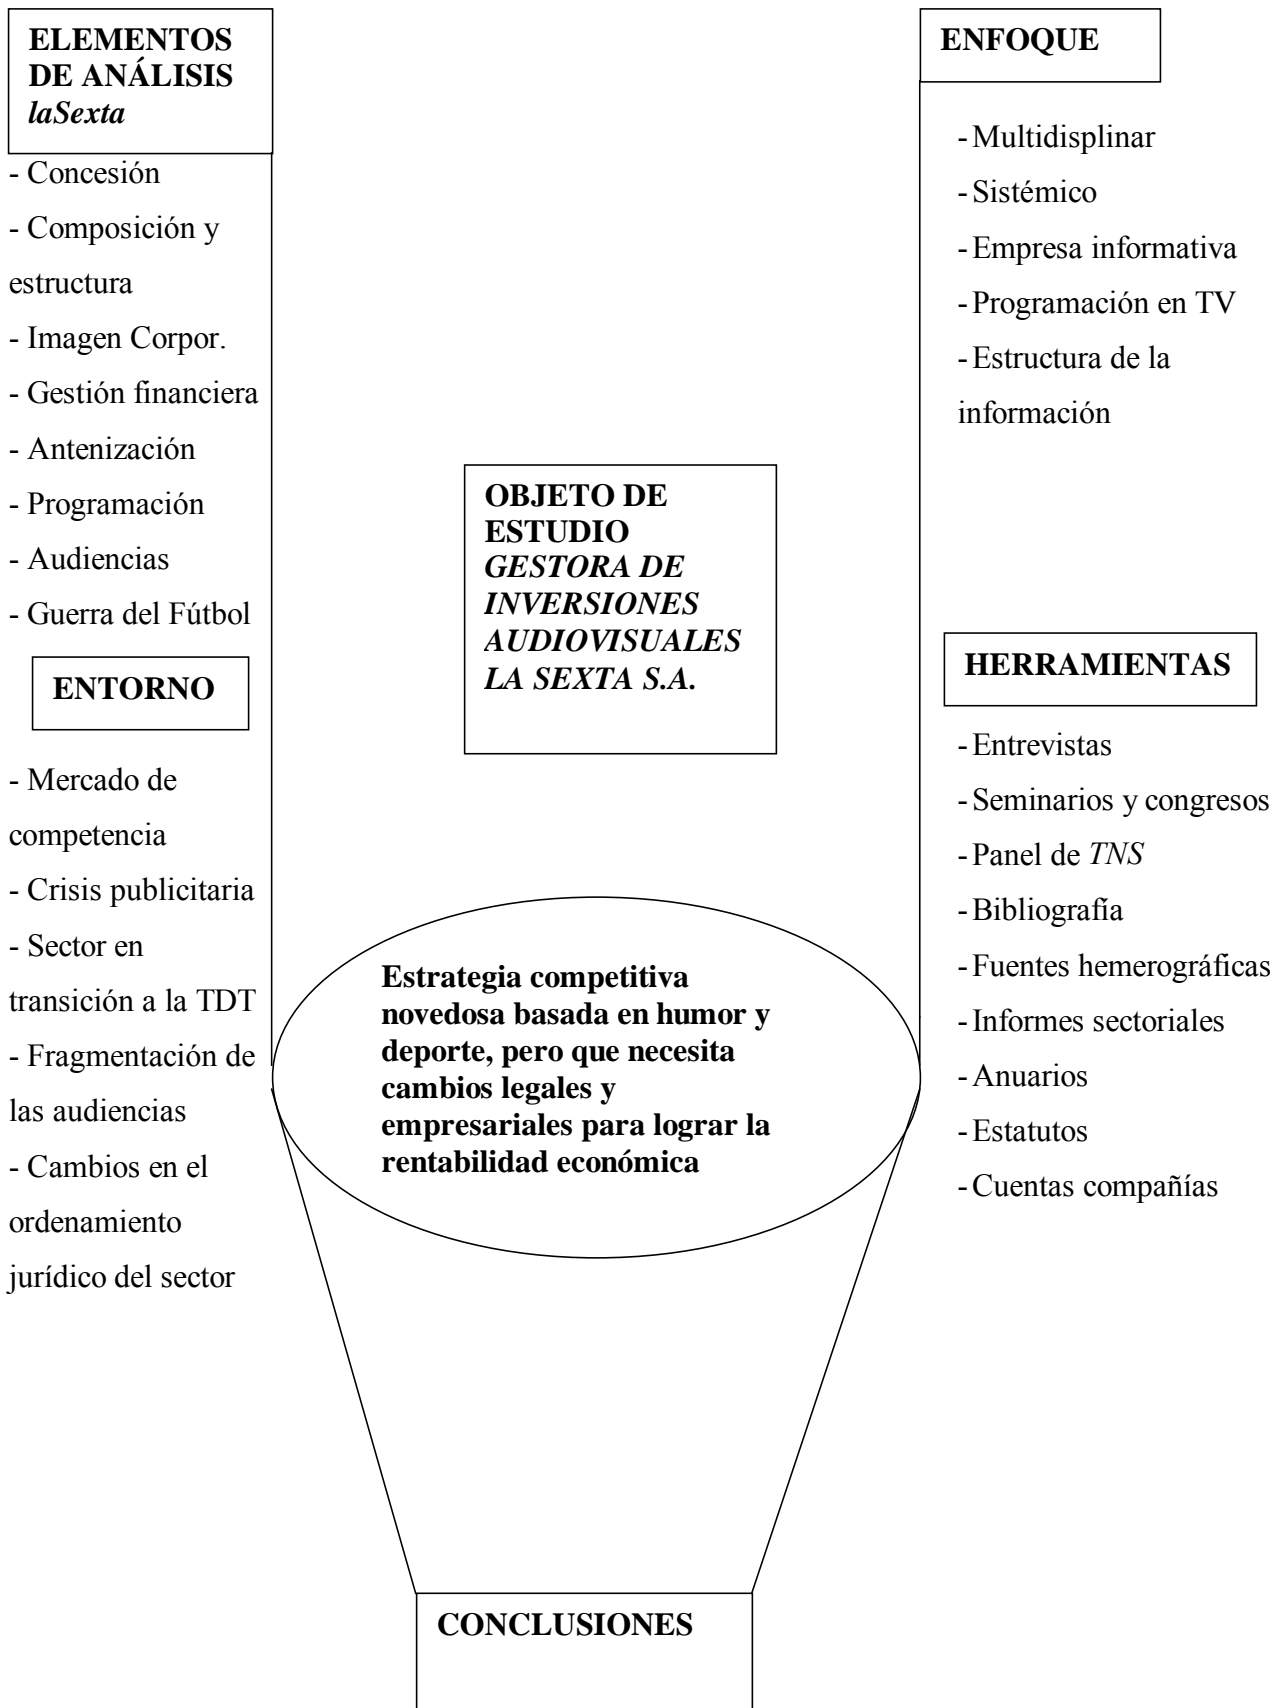 ELEMENTOS
DE ANÁLISIS
laSexta
- Concesión
- Composición y
estructura
- Imagen Corpor.
- Gestión financiera
- Antenización
- Programación
- Audiencias
- Guerra del Fútbol
ENTORNO
- Mercado de
competencia
- Crisis publicitaria
- Sector en
transición a la TDT
- Fragmentación de
las audiencias
- Cambios en el
ordenamiento
jurídico del sector
OBJETO DE
ESTUDIO
GESTORA DE
INVERSIONES
AUDIOVISUALES
LA SEXTA S.A.
Estrategia competitiva
novedosa basada en humor y
deporte, pero que necesita
cambios legales y
empresariales para lograr la
rentabilidad económica
ENFOQUE
- Multidisplinar
- Sistémico
- Empresa informativa
- Programación en TV
- Estructura de la
información
HERRAMIENTAS
- Entrevistas
- Seminarios y congresos
- Panel de TNS
- Bibliografía
- Fuentes hemerográficas
- Informes sectoriales
- Anuarios
- Estatutos
- Cuentas compañías
CONCLUSIONES